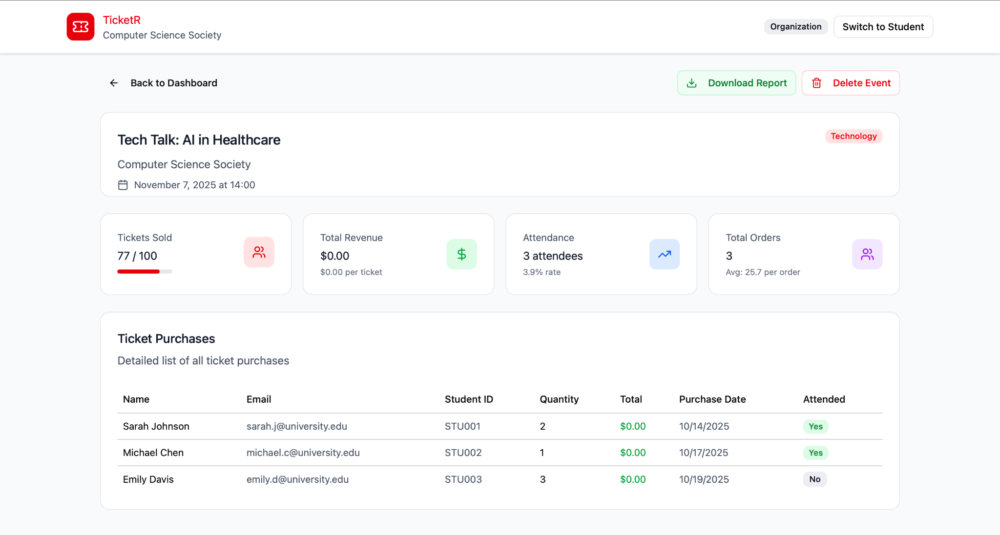 TicketR
Computer Science Society
Organization
Switch to Student
Back to Dashboard
Download Report
Delete Event
Tech Talk: AI in Healthcare
Technology
Computer Science Society
November 7, 2025 at 14:00
Tickets Sold
77 / 100
Total Revenue
$0.00
$0.00 per ticket
Attendance
3 attendees
3.9% rate
Total Orders
3
Avg: 25.7 per order
Ticket Purchases
Detailed list of all ticket purchases
Name Email Student ID Quantity Total Purchase Date Attended
Sarah Johnson sarah.j@university.edu STU001 2 $0.00 10/14/2025 Yes
Michael Chen michael.c@university.edu STU002 1 $0.00 10/17/2025 Yes
Emily Davis emily.d@university.edu STU003 3 $0.00 10/19/2025 No